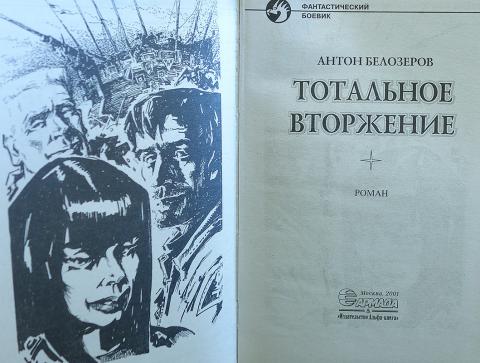 ФАНТАСТИЧЕСКИЙ
БОЕВИК
АНТОН БЕЛОЗЕРОВ
ТОТАЛЬНОЕ
ВТОРЖЕНИЕ
РОМАН
Москва, 2001
АРМАДА
«Издательство Альфа-книга»